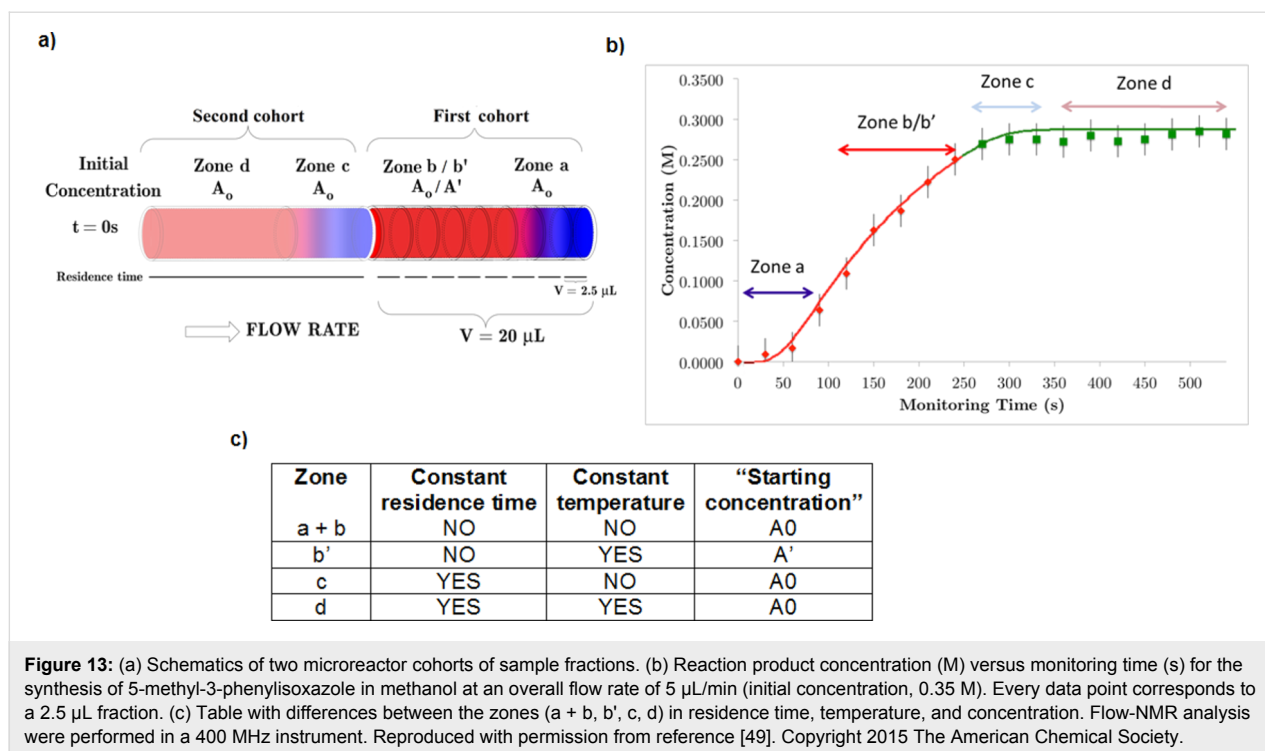 a)
Second cohort
First cohort
Initial
Concentration
Zone d
Ao
Zone c
Ao
Zone b / b'
Ao/A'
Zone a
Ao
t = 0s
Residence time
V = 2.5 μL
FLOW RATE
V = 20 μL
b)
0.3500
0.3000
0.2500
0.2000
0.1500
0.1000
0.0500
0.0000
Concentration (M)
Zone a
Zone b/b’
Zone c
Zone d
0 50 100 150 200 250 300 350 400 450 500
Monitoring Time (s)
c)
Zone Constant residence time Constant temperature “Starting concentration”
a + b NO NO A0
b’ NO YES A’
c YES NO A0
d YES YES A0
Figure 13: (a) Schematics of two microreactor cohorts of sample fractions. (b) Reaction product concentration (M) versus monitoring time (s) for the
synthesis of 5-methyl-3-phenylisoxazole in methanol at an overall flow rate of 5 μL/min (initial concentration, 0.35 M). Every data point corresponds to
a 2.5 μL fraction. (c) Table with differences between the zones (a + b, b', c, d) in residence time, temperature, and concentration. Flow-NMR analysis
were performed in a 400 MHz instrument. Reproduced with permission from reference [49]. Copyright 2015 The American Chemical Society.